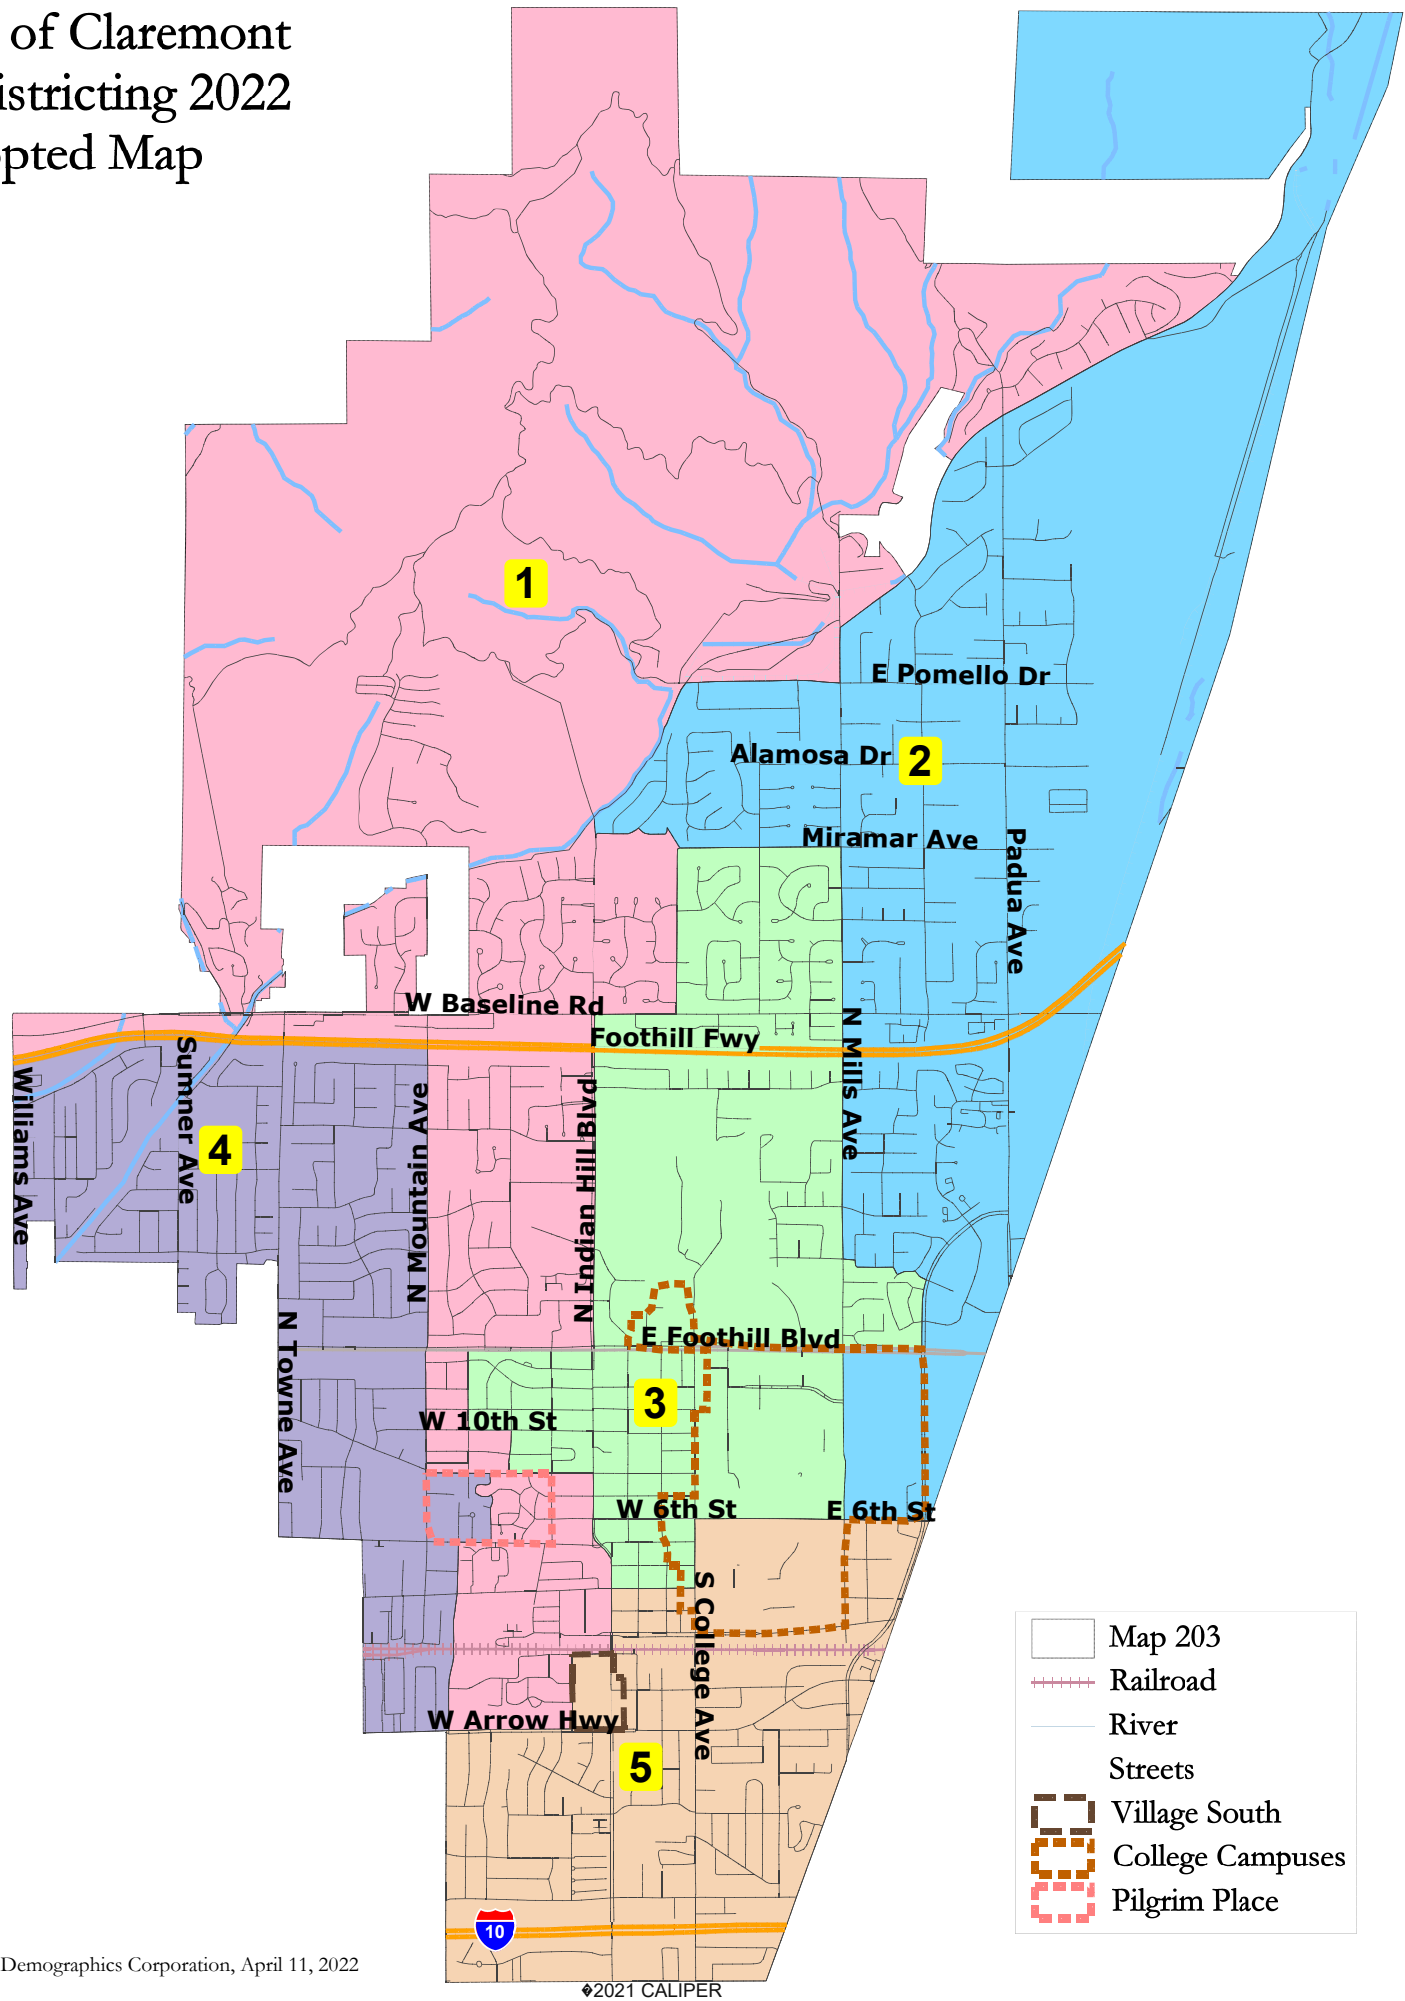 of Claremont
istricting 2022
pted Map
1
E Pomello Dr
Alamosa Dr
2
Miramar Ave
Padua Ave
W Baseline Rd
Foothill Fwy
N Mills Ave
Williams Ave
Sumner Ave
4
N Mountain Ave
N Indian Hill Blvd
E Foothill Blvd
N Towne Ave
3
W 10th St
W 6th St
E 6th St
S College Ave
W Arrow Hwy
5
10
Map 203
Railroad
River
Streets
Village South
College Campuses
Pilgrim Place
Demographics Corporation, April 11, 2022
�2021 CALIPER